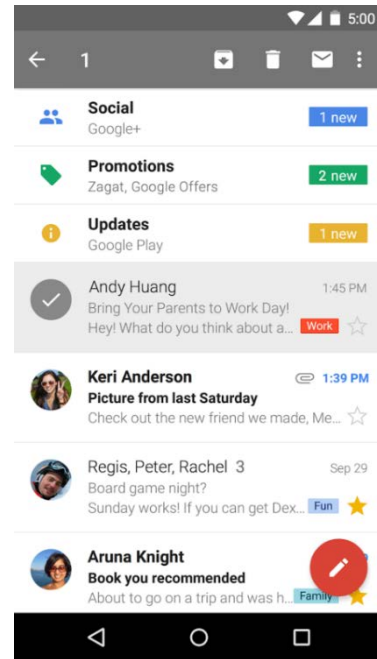 5:00
1
Social
Google+
1 new
Promotions
Zagat, Google Offers
2 new
Updates
Google Play
1 new
Andy Huang
1:45 PM
Bring Your Parents to Work Day!
Hey! What do you think about a...
Work
Keri Anderson
1:39 PM
Picture from last Saturday
Check out the new friend we made, Me...
Regis, Peter, Rachel 3
Sep 29
Board game night?
Sunday works! If you can get Dex...
Fun
Aruna Knight
Book you recommended
About to go on a trip and was h...
Family